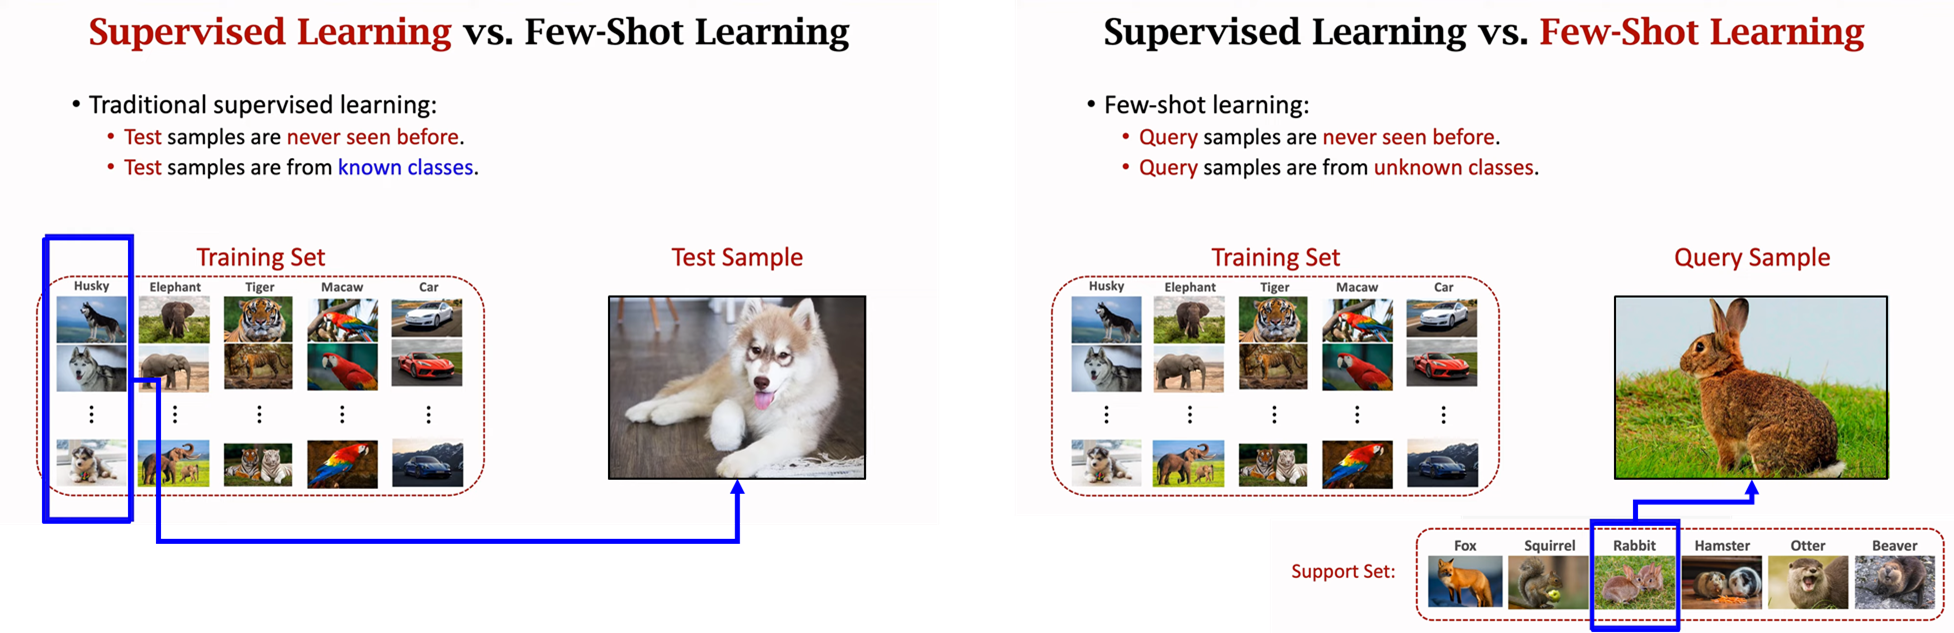 Supervised Learning vs. Few-Shot Learning
• Traditional supervised learning:
• Test samples are never seen before.
• Test samples are from known classes.
Training Set
Test Sample
Husky Elephant Tiger Macaw Car
Supervised Learning vs. Few-Shot Learning
• Few-shot learning:
• Query samples are never seen before.
• Query samples are from unknown classes.
Training Set
Query Sample
Husky Elephant Tiger Macaw Car
Support Set:
Fox Squirrel Rabbit Hamster Otter Beaver